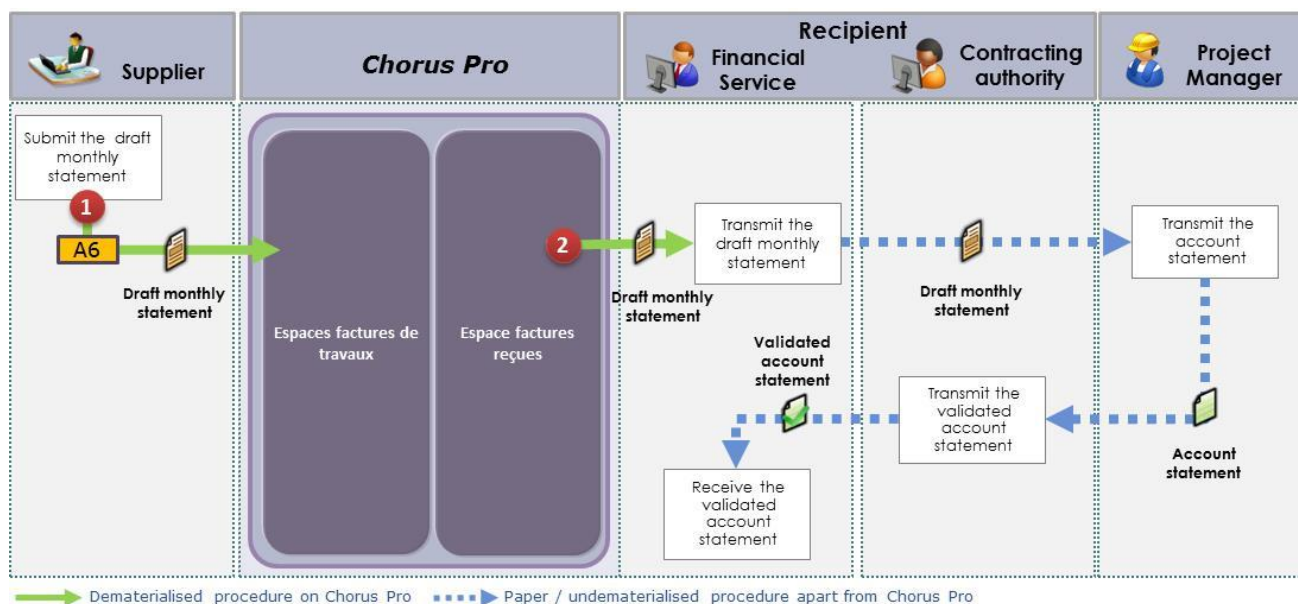 Supplier
Chorus Pro
Recipient
Financial
Service
Contracting
authority
Project
Manager
Submit the draft
monthly
statement
1
A6
Draft monthly
statement
Espaces factures de
travaux
Espace factures
reçues
2
Draft monthly
statement
Transmit the
draft monthly
statement
Draft monthly
statement
Transmit the
account
statement
Account
statement
Transmit the
validated
account
statement
Validated
account
statement
Receive the
validated
account
statement
Dematerialised procedure on Chorus Pro
Paper / undematerialised procedure apart from Chorus Pro